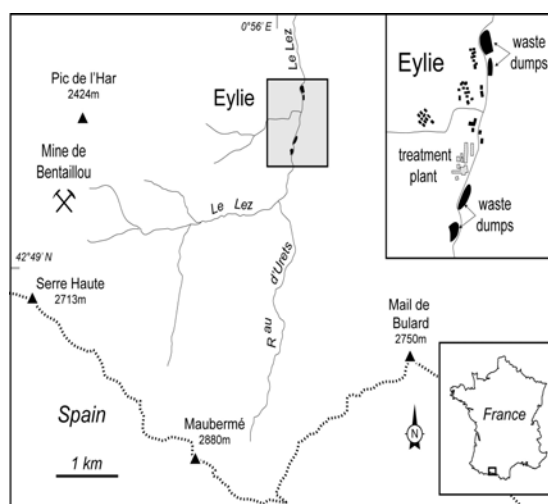 0°56' E
Le Lez
Pic de l'Har
2424m
Eylie
Mine de
Bentaillou
Le Lez
42°49' N
Serre Haute
2713m
R au d'Urets
Mail de
Bulard
2750m
Spain
Maubermé
2880m
1 km
N
Eylie
waste
dumps
treatment
plant
waste
dumps
France